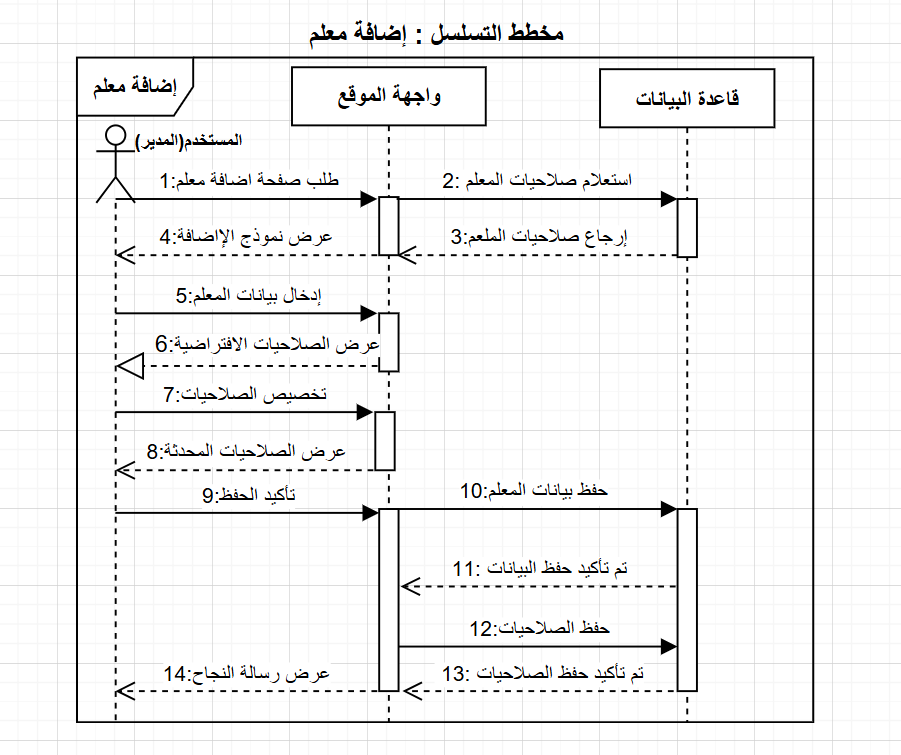 مخطط التسلسل : إضافة معلم
إضافة معلم
واجهة الموقع
قاعدة البيانات
المستخدم(المدير)
1:طلب صفحة اضافة معلم
2: استعلام صلاحيات المعلم
3:إرجاع صلاحيات الملعم
4:عرض نموذج الإاضافة
5:إدخال بيانات المعلم
6:عرض الصلاحيات الافتراضية
7:تخصيص الصلاحيات
8:عرض الصلاحيات المحدثة
9:تأكيد الحفظ
10:حفظ بيانات المعلم
11: تم تأكيد حفظ البيانات
12:حفظ الصلاحيات
13: تم تأكيد حفظ الصلاحيات
14:عرض رسالة النجاح